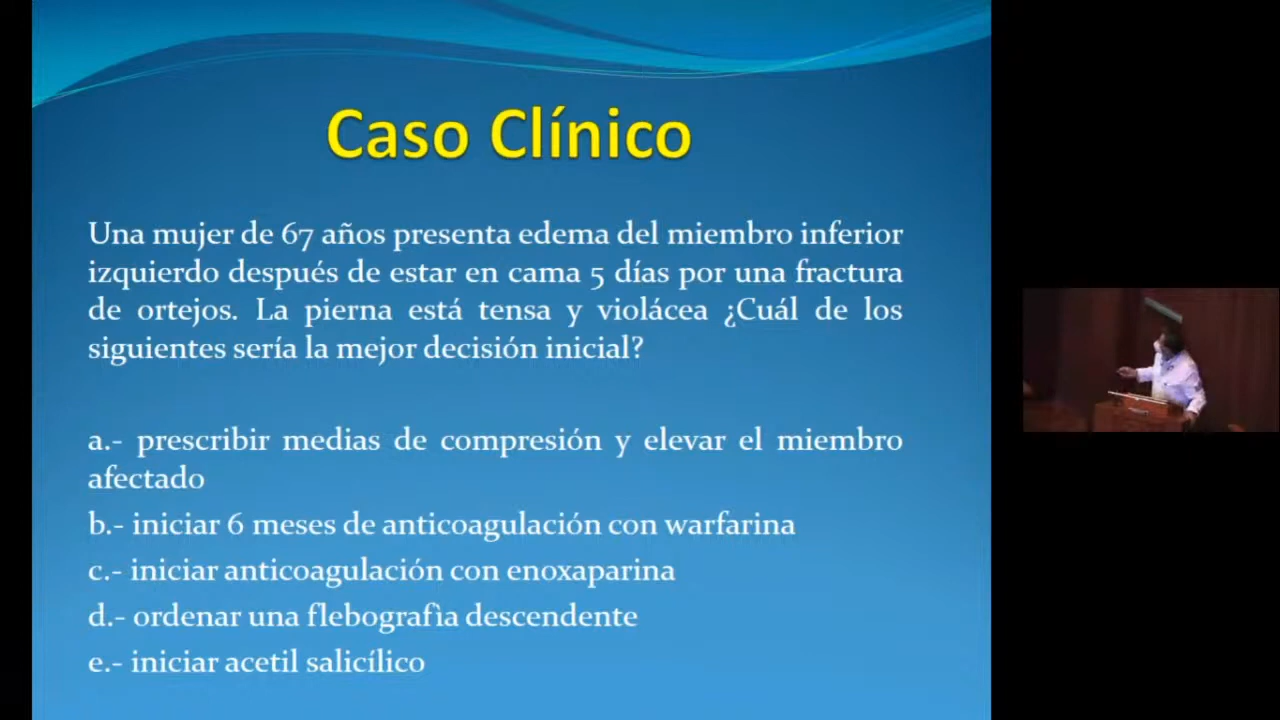 Caso Clínico
Una mujer de 67 años presenta edema del miembro inferior
izquierdo después de estar en cama 5 días por una fractura
de ortejos. La pierna está tensa y violácea ¿Cuál de los
siguientes sería la mejor decisión inicial?
a.- prescribir medias de compresión y elevar el miembro
afectado
b.- iniciar 6 meses de anticoagulación con warfarina
c.- iniciar anticoagulación con enoxaparina
d.- ordenar una flebografìa descendente
e.- iniciar acetil salicílico